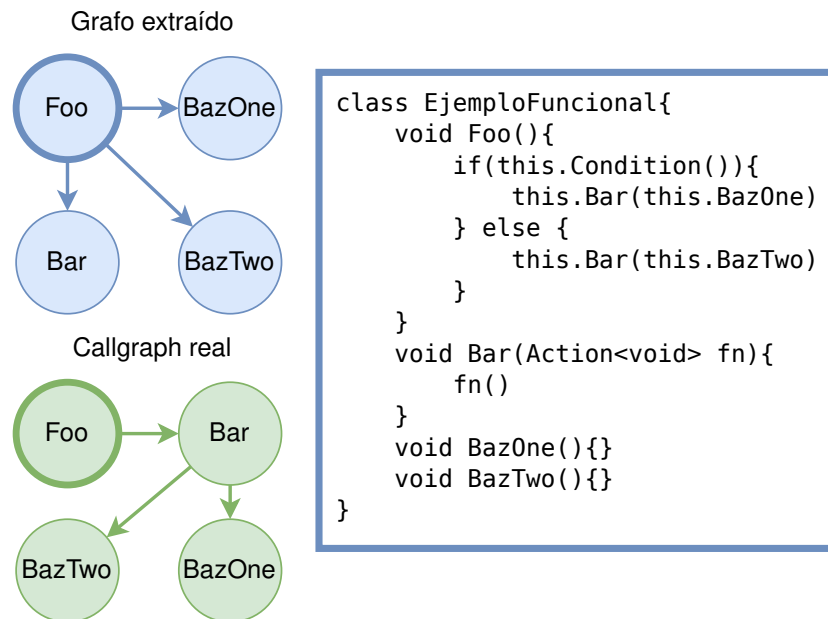 Grafo extraído
Foo
BazOne
Bar
BazTwo
Callgraph real
Foo
Bar
BazTwo
BazOne
class EjemploFuncional{
    void Foo(){
        if(this.Condition()){
            this.Bar(this.BazOne)
        } else {
            this.Bar(this.BazTwo)
        }
    }
    void Bar(Action<void> fn){
        fn()
    }
    void BazOne(){}
    void BazTwo(){}
}